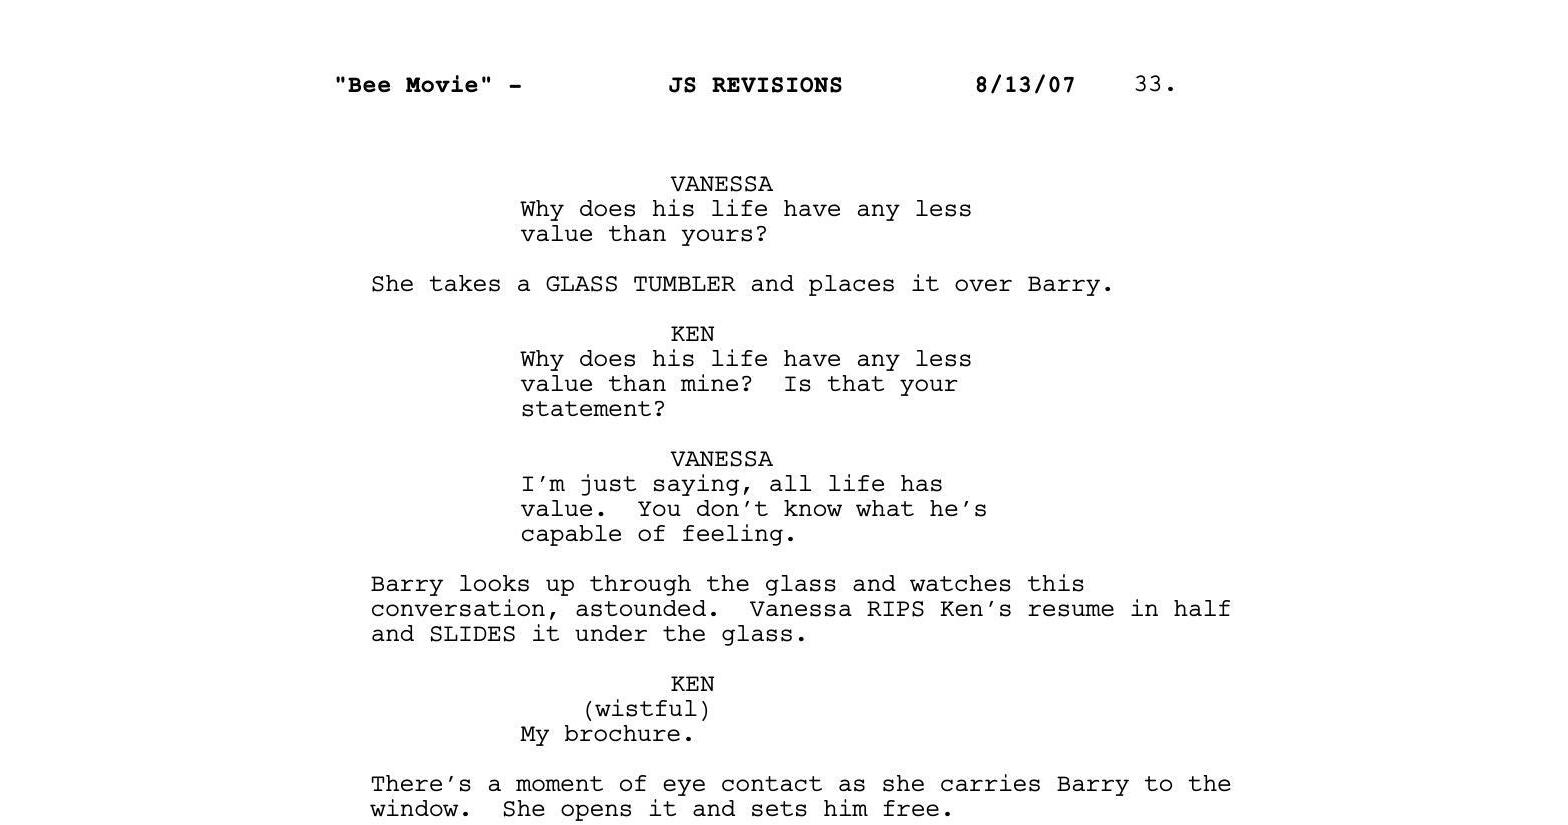 "Bee Movie" - JS REVISIONS 8/13/07 33.
VANESSA
Why does his life have any less
value than yours?
She takes a GLASS TUMBLER and places it over Barry.
KEN
Why does his life have any less
value than mine?  Is that your
statement?
VANESSA
I’m just saying, all life has
value.  You don’t know what he’s
capable of feeling.
Barry looks up through the glass and watches this
conversation, astounded.  Vanessa RIPS Ken’s resume in half
and SLIDES it under the glass.
KEN
(wistful)
My brochure.
There’s a moment of eye contact as she carries Barry to the
window.  She opens it and sets him free.